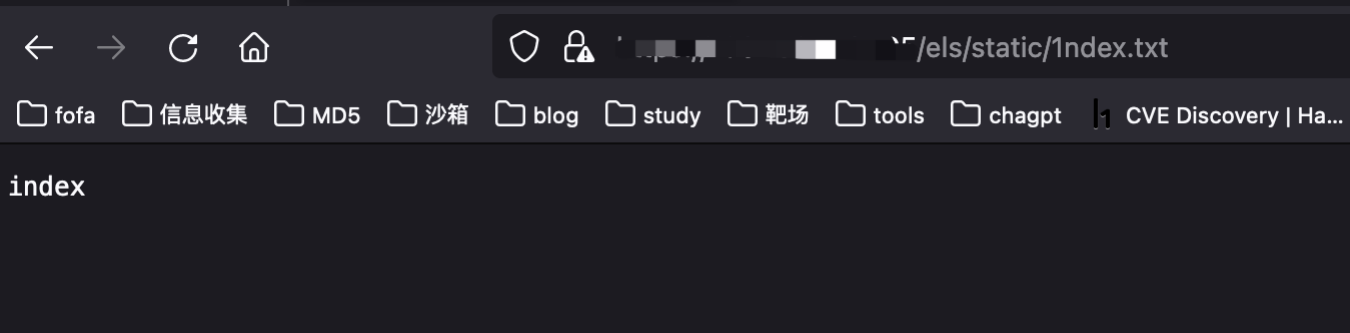 /els/static/1ndex.txt
fofa 信息收集 MD5 沙箱 blog study 靶场 tools chagpt CVE Discovery | Ha...
index